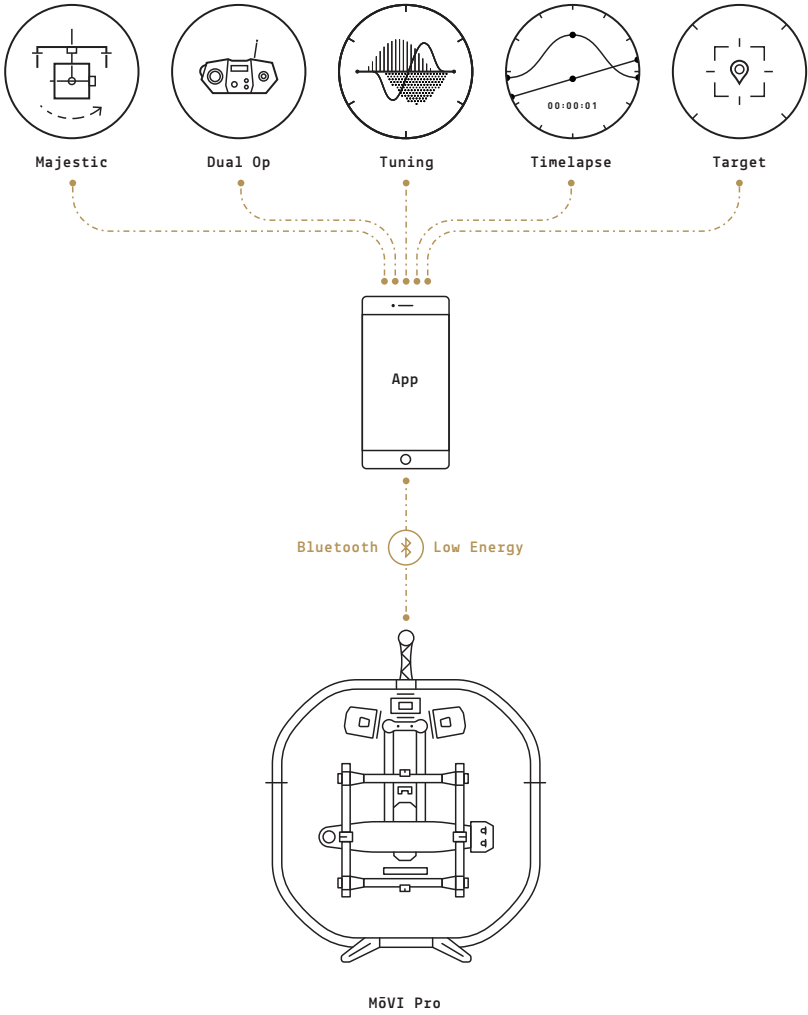 00:00:01
Majestic
Dual Op
Tuning
Timelapse
Target
App
Bluetooth Low Energy
MōVI Pro